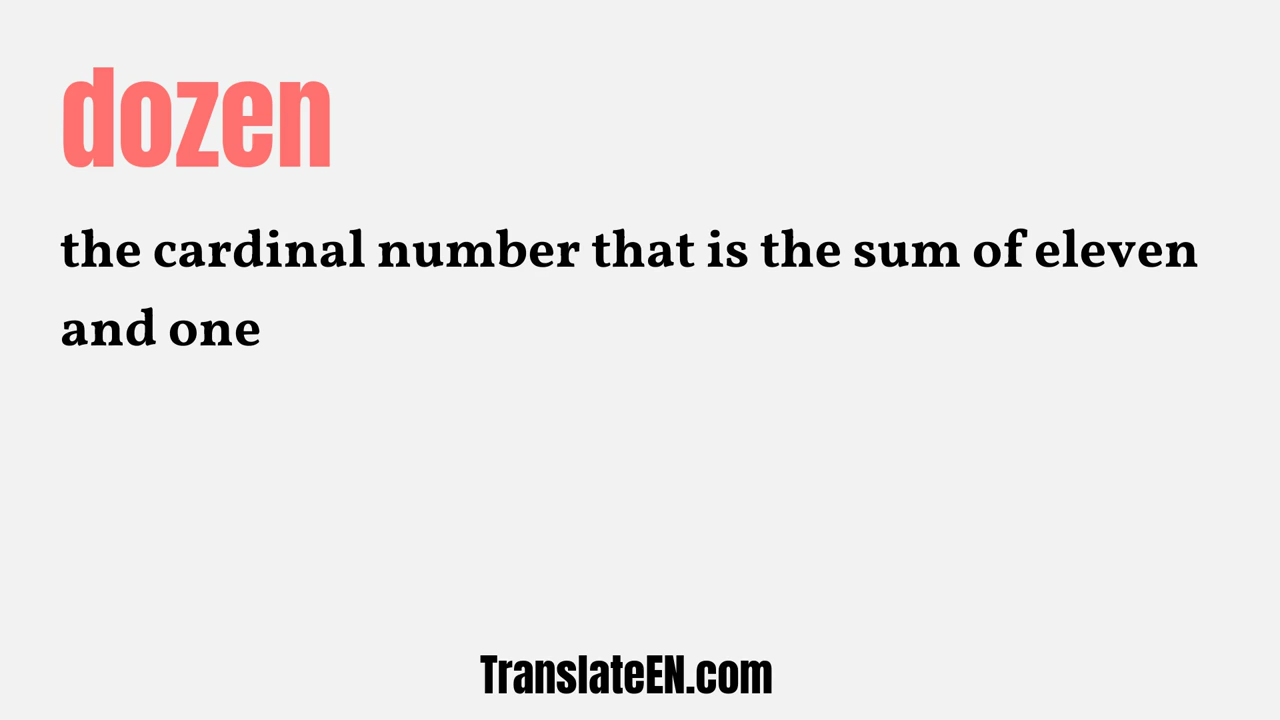 dozen
the cardinal number that is the sum of eleven
and one
TranslateEN.com